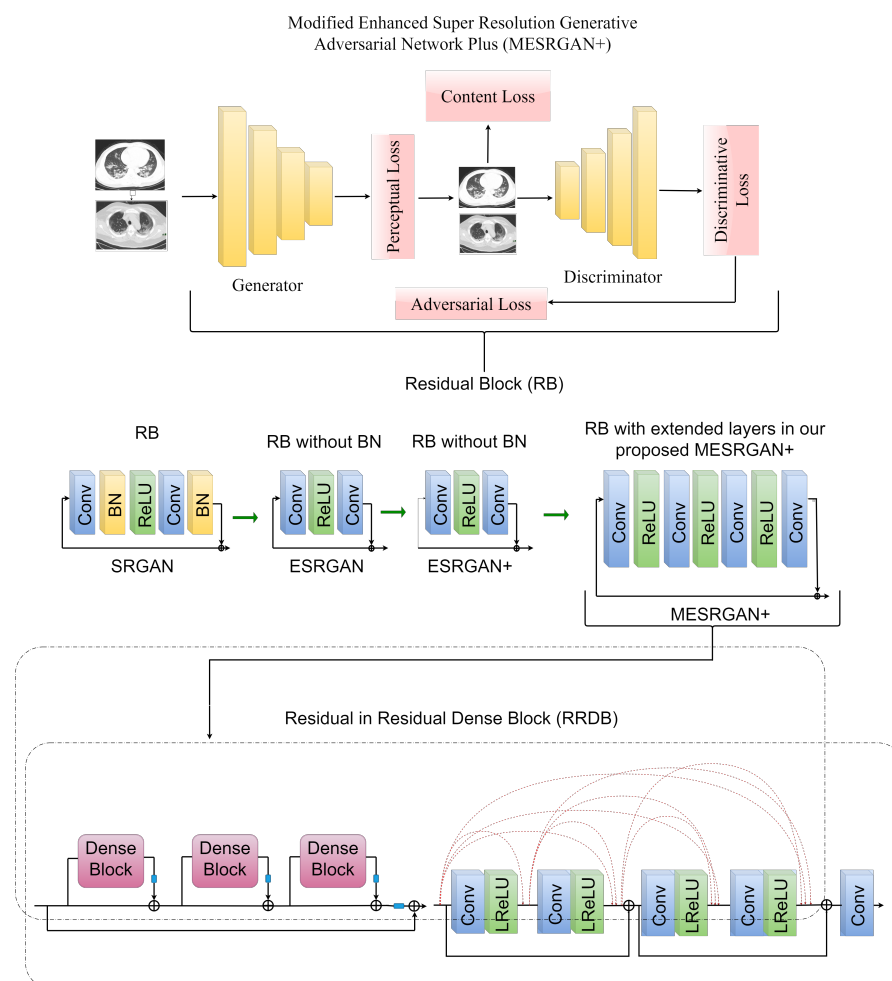 Modified Enhanced Super Resolution Generative
Adversarial Network Plus (MESRGAN+)
Content Loss
Perceptual Loss
Discriminative
Loss
Generator
Discriminator
Adversarial Loss
Residual Block (RB)
RB
RB without BN
RB without BN
RB with extended layers in our
proposed MESRGAN+
Conv
BN
ReLU
Conv
BN
Conv
ReLU
Conv
Conv
ReLU
Conv
Conv
ReLU
Conv
ReLU
Conv
ReLU
Conv
SRGAN
ESRGAN
ESRGAN+
MESRGAN+
Residual in Residual Dense Block (RRDB)
Dense
Block
Dense
Block
Dense
Block
Conv
LReLU
Conv
LReLU
Conv
LReLU
Conv
LReLU
Conv